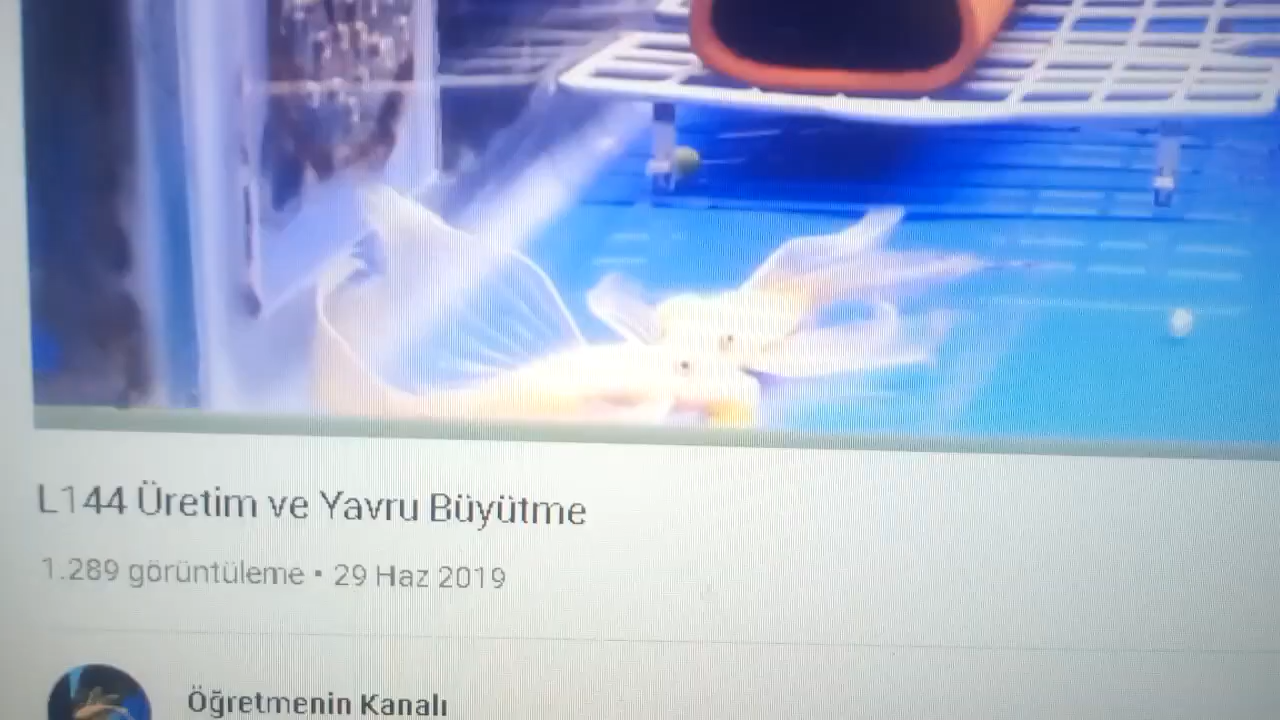 L144 Üretim ve Yavru Büyütme
1.289 görüntüleme • 29 Haz 2019
Öğretmenin Kanalı